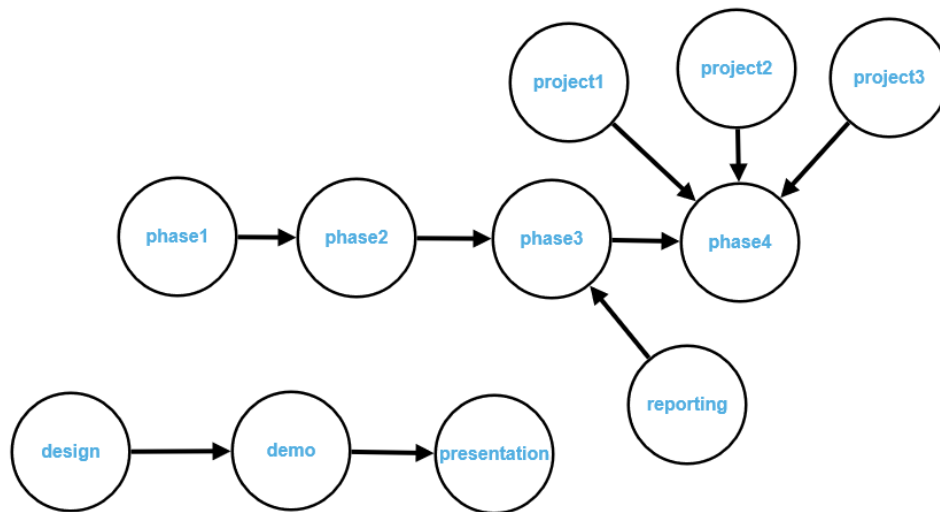 project1
project2
project3
phase1
phase2
phase3
phase4
reporting
design
demo
presentation